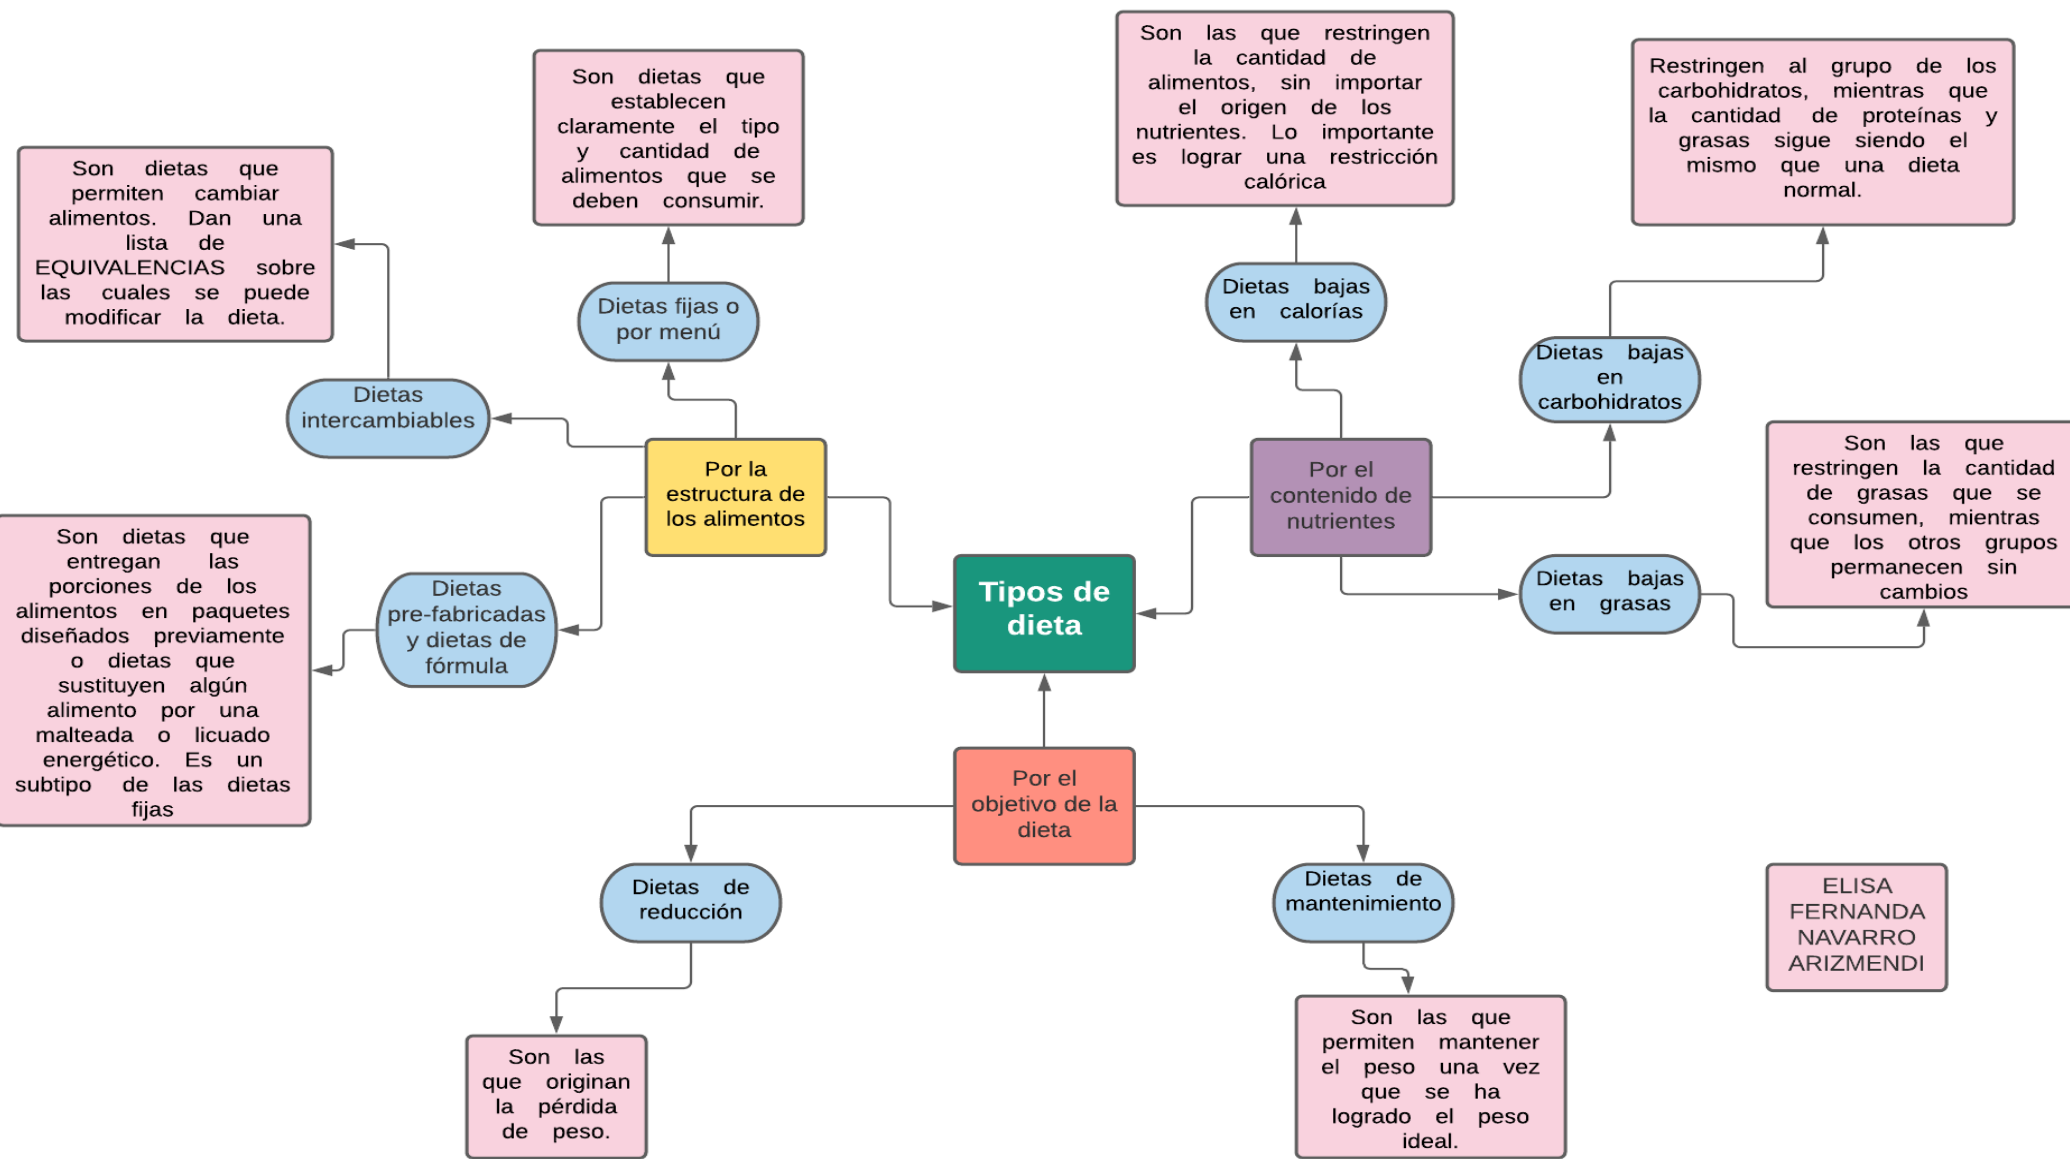 Son las que restringen
la cantidad de
alimentos, sin importar
el origen de los
nutrientes. Lo importante
es lograr una restricción
calórica
Restringen al grupo de los
carbohidratos, mientras que
la cantidad de proteínas y
grasas sigue siendo el
mismo que una dieta
normal.
Son dietas que
establecen
claramente el tipo
y cantidad de
alimentos que se
deben consumir.
Son dietas que
permiten cambiar
alimentos. Dan una
lista de
EQUIVALENCIAS sobre
las cuales se puede
modificar la dieta.
Dietas fijas o
por menú
Dietas bajas
en calorías
Dietas bajas
en
carbohidratos
Dietas
intercambiables
Por la
estructura de
los alimentos
Por el
contenido de
nutrientes
Son las que
restringen la cantidad
de grasas que se
consumen, mientras
que los otros grupos
permanecen sin
cambios
Son dietas que
entregan las
porciones de los
alimentos en paquetes
diseñados previamente
o dietas que
sustituyen algún
alimento por una
malteada o licuado
energético. Es un
subtipo de las dietas
fijas
Dietas
pre-fabricadas
y dietas de
fórmula
Tipos de
dieta
Dietas bajas
en grasas
Por el
objetivo de la
dieta
Dietas de
reducción
Dietas de
mantenimiento
ELISA
FERNANDA
NAVARRO
ARIZMENDI
Son las
que originan
la pérdida
de peso.
Son las que
permiten mantener
el peso una vez
que se ha
logrado el peso
ideal.